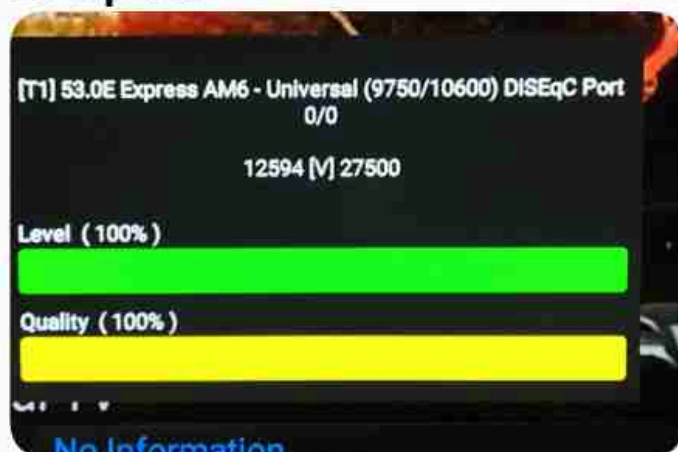 [T1] 53.0E Express AM6 - Universal (9750/10600) DISEqC Port
0/0
12594 [V] 27500
Level ( 100% )
Quality ( 100% )
No Information